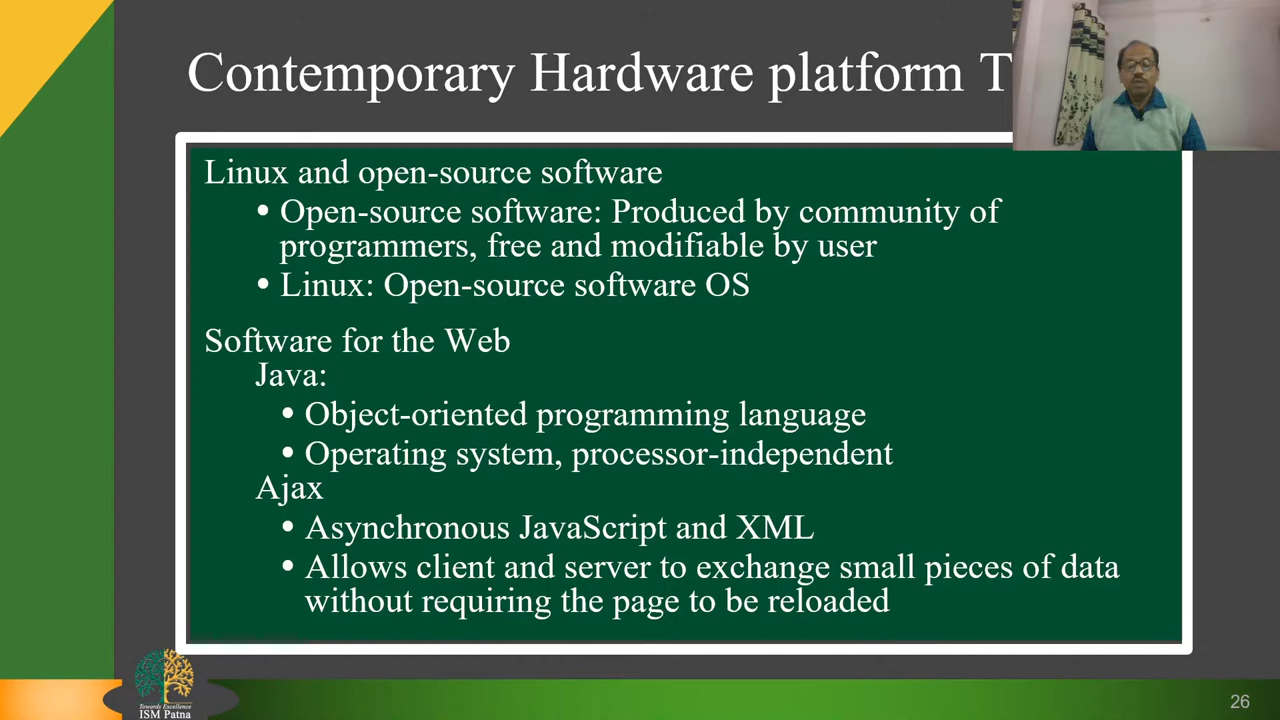 Contemporary Hardware platform T
Linux and open-source software
• Open-source software: Produced by community of
programmers, free and modifiable by user
• Linux: Open-source software OS
Software for the Web
Java:
• Object-oriented programming language
• Operating system, processor-independent
Ajax
• Asynchronous JavaScript and XML
• Allows client and server to exchange small pieces of data
without requiring the page to be reloaded
Towards Excellence
ISM Patna
26